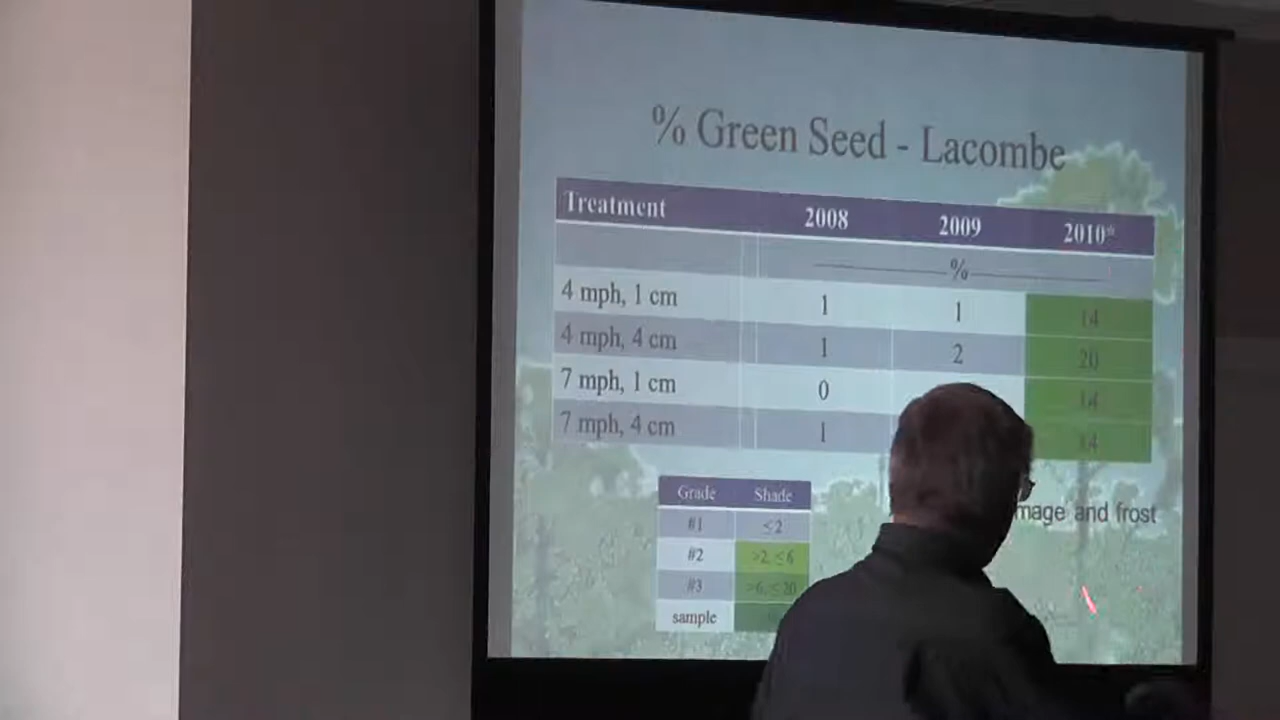 % Green Seed - Lacombe
Treatment 2008 2009 2010*
%
4 mph, 1 cm 1 1 14
4 mph, 4 cm 1 2 20
7 mph, 1 cm 0 14
7 mph, 4 cm 1 14
Grade Shade
#1 ≤2
#2 >2, ≤6
#3 >6, ≤20
sample
and frost